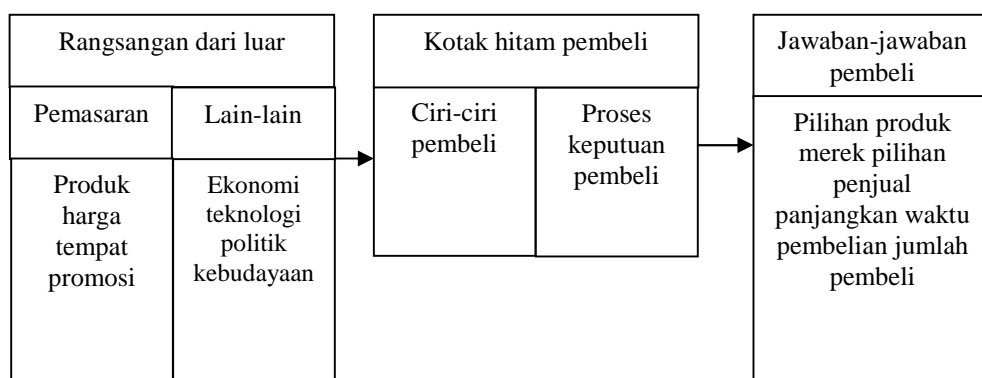 Rangsangan dari luar
Pemasaran
Lain-lain
Produk
harga
tempat
promosi
Ekonomi
teknologi
politik
kebudayaan
Kotak hitam pembeli
Ciri-ciri
pembeli
Proses
keputuan
pembeli
Jawaban-jawaban
pembeli
Pilihan produk
merek pilihan
penjual
panjangkan waktu
pembelian jumlah
pembeli